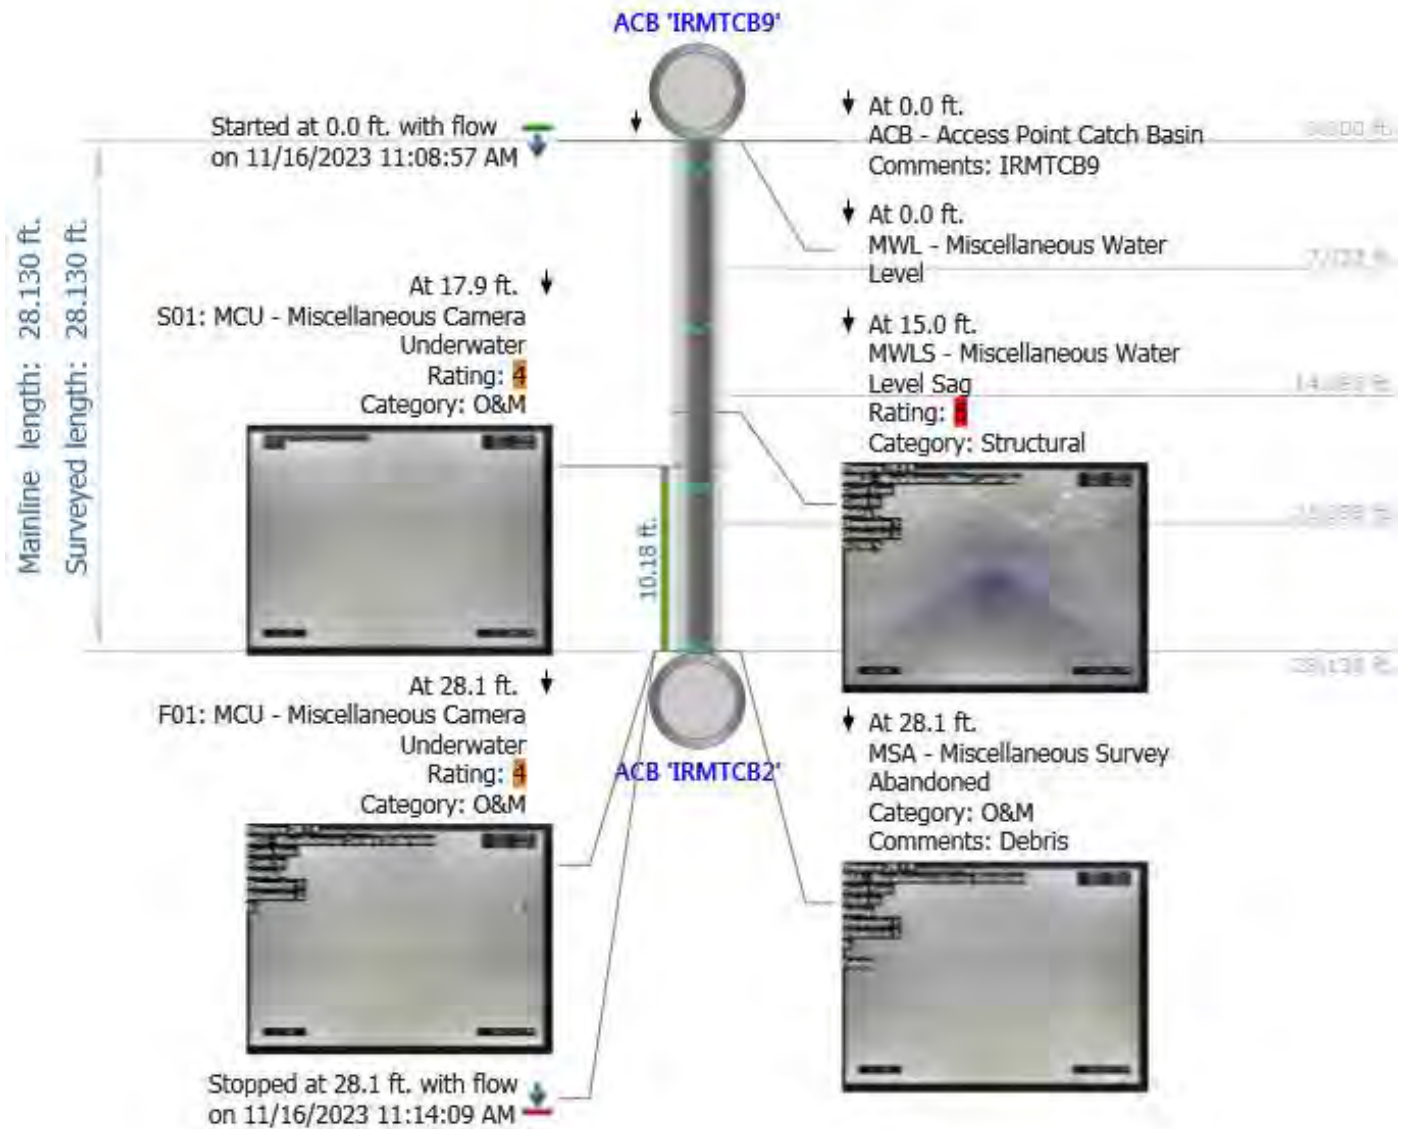 ACB 'IRMTCB9'
Started at 0.0 ft. with flow
on 11/16/2023 11:08:57 AM
At 0.0 ft.
ACB - Access Point Catch Basin
Comments: IRMTCB9
At 0.0 ft.
MWL - Miscellaneous Water
Level
Mainline length: 28.130 ft.
Surveyed length: 28.130 ft.
At 17.9 ft.
S01: MCU - Miscellaneous Camera
Underwater
Rating: 4
Category: O&M
At 15.0 ft.
MWLS - Miscellaneous Water
Level Sag
Rating:
Category: Structural
10.18 ft.
At 28.1 ft.
F01: MCU - Miscellaneous Camera
Underwater
Rating: 4
Category: O&M
ACB 'IRMTCB2'
At 28.1 ft.
MSA - Miscellaneous Survey
Abandoned
Category: O&M
Comments: Debris
Stopped at 28.1 ft. with flow
on 11/16/2023 11:14:09 AM